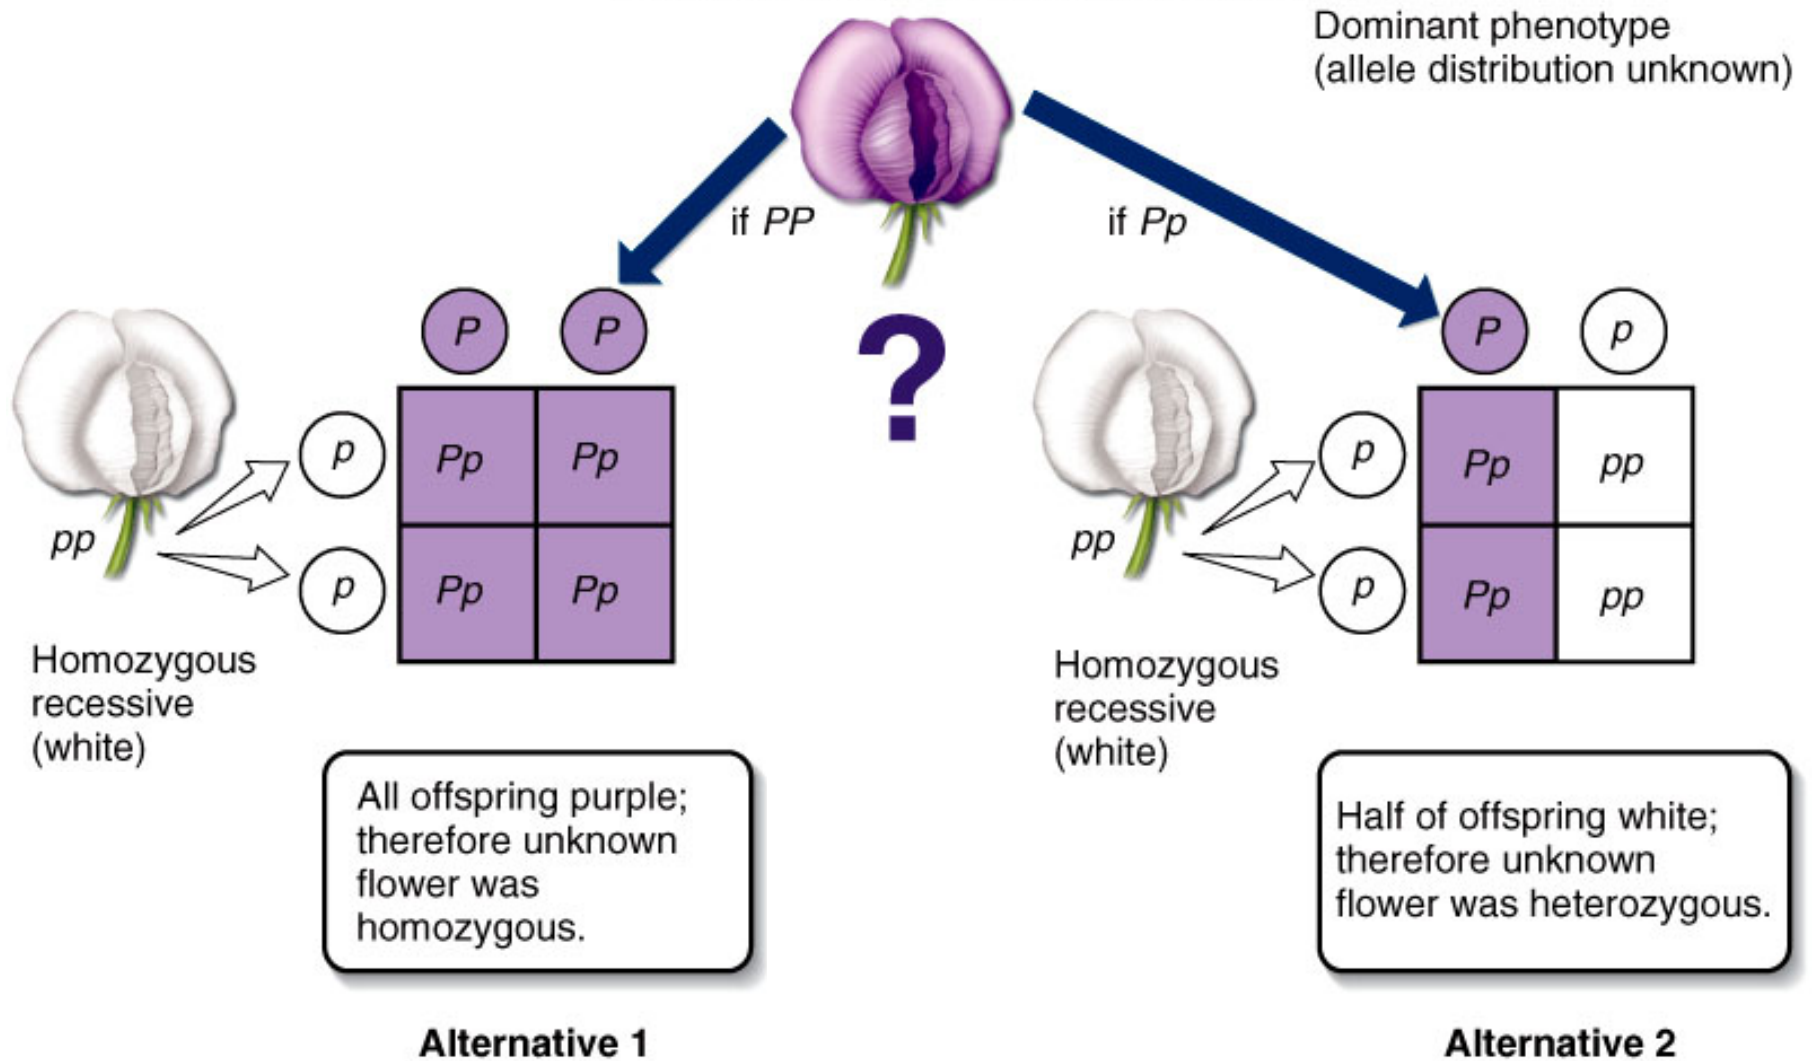 Dominant phenotype
(allele distribution unknown)
if PP
if Pp
?
P P
p
Pp Pp
p
Pp Pp
pp
Homozygous
recessive
(white)
All offspring purple;
therefore unknown
flower was
homozygous.
Alternative 1
P p
p
Pp pp
p
Pp pp
pp
Homozygous
recessive
(white)
Half of offspring white;
therefore unknown
flower was heterozygous.
Alternative 2